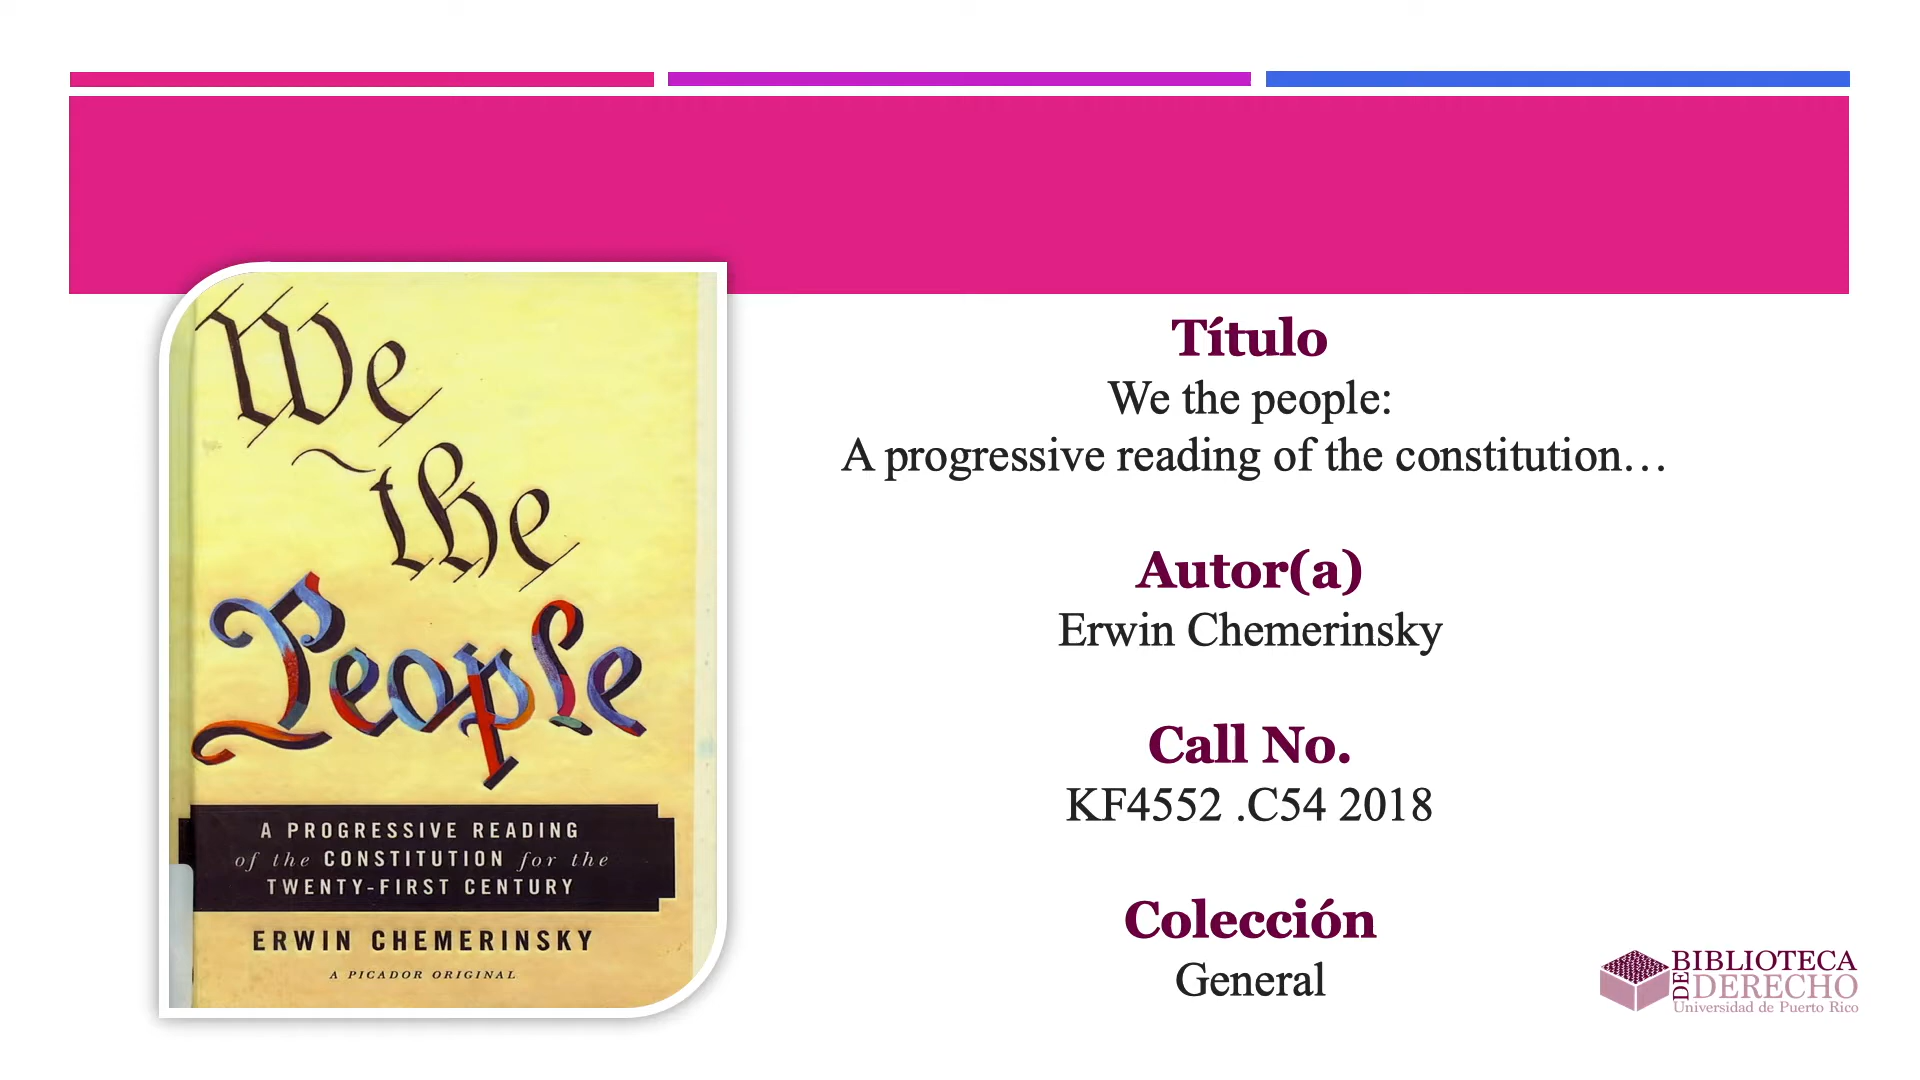 We
the
People
A PROGRESSIVE READING
of the CONSTITUTION for the
TWENTY-FIRST CENTURY
ERWIN CHEMERINSKY
A PICADOR ORIGINAL
Título
We the people:
A progressive reading of the constitution…
Autor(a)
Erwin Chemerinsky
Call No.
KF4552 .C54 2018
Colección
General
BIBLIOTECA
DE DERECHO
Universidad de Puerto Rico